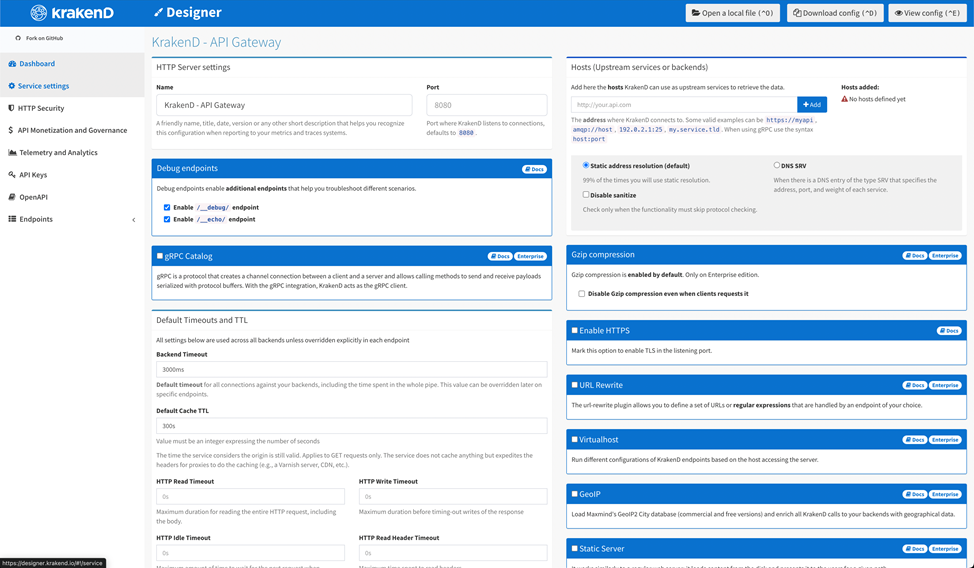 krakenD
Designer
Open a local file (^O)
Download config (^D)
View config (^E)
Fork on GitHub
Dashboard
Service settings
HTTP Security
API Monetization and Governance
Telemetry and Analytics
API Keys
OpenAPI
Endpoints
KrakenD - API Gateway
HTTP Server settings
Name
Port
KrakenD - API Gateway
8080
A friendly name, title, date, version or any other short description that helps you recognize
this configuration when reporting to your metrics and traces systems.
Port where KrakenD listens to connections,
defaults to 8080 .
Debug endpoints
Docs
Debug endpoints enable additional endpoints that help you troubleshoot different scenarios.
Enable /__debug/ endpoint
Enable /__echo/ endpoint
gRPC Catalog
Docs
Enterprise
gRPC is a protocol that creates a channel connection between a client and a server and allows calling methods to send and receive payloads
serialized with protocol buffers. With the gRPC integration, KrakenD acts as the gRPC client.
Default Timeouts and TTL
All settings below are used across all backends unless overridden explicitly in each endpoint
Backend Timeout
3000ms
Default timeout for all connections against your backends, including the time spent in the whole pipe. This value can be overridden later on
specific endpoints.
Default Cache TTL
300s
Value must be an integer expressing the number of seconds
The time the service considers the origin is still valid. Applies to GET requests only. The service does not cache anything but expedites the
headers for proxies to do the caching (e.g., a Varnish server, CDN, etc.).
HTTP Read Timeout
HTTP Write Timeout
0s
0s
Maximum duration for reading the entire HTTP request, including
the body.
Maximum duration before timing-out writes of the response
HTTP Idle Timeout
HTTP Read Header Timeout
0s
0s
Hosts (Upstream services or backends)
Add here the hosts KrakenD can use as upstream services to retrieve the data.
Hosts added:
http://your.api.com
Add
No hosts defined yet
The address where KrakenD connects to. Some valid examples can be https://myapi ,
amqp://host , 192.0.2.1:25 , my.service.tld . When using gRPC use the syntax
host:port
Static address resolution (default)
DNS SRV
99% of the times you will use static resolution.
When there is a DNS entry of the type SRV that specifies the
address, port, and weight of each service.
Disable sanitize
Check only when the functionality must skip protocol checking.
Gzip compression
Docs
Enterprise
Gzip compression is enabled by default. Only on Enterprise edition.
Disable Gzip compression even when clients requests it
Enable HTTPS
Docs
Mark this option to enable TLS in the listening port.
URL Rewrite
Docs
Enterprise
The url-rewrite plugin allows you to define a set of URLs or regular expressions that are handled by an endpoint of your choice.
Virtualhost
Docs
Enterprise
Run different configurations of KrakenD endpoints based on the host accessing the server.
GeoIP
Docs
Enterprise
Load Maxmind's GeoIP2 City database (commercial and free versions) and enrich all KrakenD calls to your backends with geographical data.
Static Server
Docs
Enterprise
https://designer.krakend.io/#!/service